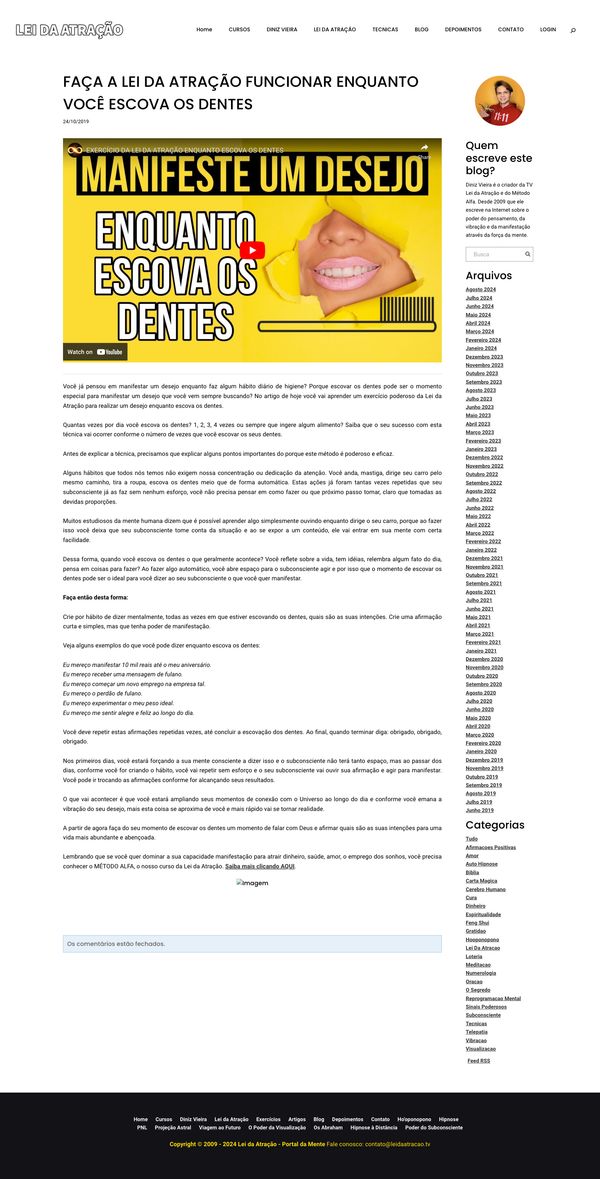 LEI DA ATRAÇÃO
Home CURSOS DINIZ VIEIRA LEI DA ATRAÇÃO TECNICAS BLOG DEPOIMENTOS CONTATO LOGIN
FAÇA A LEI DA ATRAÇÃO FUNCIONAR ENQUANTO
VOCÊ ESCOVA OS DENTES
24/10/2019
EXERCÍCIO DA LEI DA ATRAÇÃO ENQUANTO ESCOVA OS DENTES
Share
MANIFESTE UM DESEJO
ENQUANTO
ESCOVA OS
DENTES
Watch on YouTube
Você já pensou em manifestar um desejo enquanto faz algum hábito diário de higiene? Porque escovar os dentes pode ser o momento
especial para manifestar um desejo que você vem sempre buscando? No artigo de hoje você vai aprender um exercício poderoso da Lei da
Atração para realizar um desejo enquanto escova os dentes.
Quantas vezes por dia você escova os dentes? 1, 2, 3, 4 vezes ou sempre que ingere algum alimento? Saiba que o seu sucesso com esta
técnica vai ocorrer conforme o número de vezes que você escovar os seus dentes.
Antes de explicar a técnica, precisamos que explicar alguns pontos importantes do porque este método é poderoso e eficaz.
Alguns hábitos que todos nós temos não exigem nossa concentração ou dedicação da atenção. Você anda, mastiga, dirige seu carro pelo
mesmo caminho, tira a roupa, escova os dentes meio que de forma automática. Estas ações já foram tantas vezes repetidas que seu
subconsciente já as faz sem nenhum esforço, você não precisa pensar em como fazer ou que próximo passo tomar, claro que tomadas as
devidas proporções.
Muitos estudiosos da mente humana dizem que é possível aprender algo simplesmente ouvindo enquanto dirige o seu carro, porque ao fazer
isso você deixa que seu subconsciente tome conta da situação e ao se expor a um conteúdo, ele vai entrar em sua mente com certa
facilidade.
Dessa forma, quando você escova os dentes o que geralmente acontece? Você reflete sobre a vida, tem idéias, relembra algum fato do dia,
pensa em coisas para fazer? Ao fazer algo automático, você abre espaço para o subconsciente agir e por isso que o momento de escovar os
dentes pode ser o ideal para você dizer ao seu subconsciente o que você quer manifestar.
Faça então desta forma:
Crie por hábito de dizer mentalmente, todas as vezes em que estiver escovando os dentes, quais são as suas intenções. Crie uma afirmação
curta e simples, mas que tenha poder de manifestação.
Veja alguns exemplos do que você pode dizer enquanto escova os dentes:
Eu mereço manifestar 10 mil reais até o meu aniversário.
Eu mereço receber uma mensagem de fulano.
Eu mereço começar um novo emprego na empresa tal.
Eu mereço o perdão de fulano.
Eu mereço experimentar o meu peso ideal.
Eu mereço me sentir alegre e feliz ao longo do dia.
Você deve repetir estas afirmações repetidas vezes, até concluir a escovação dos dentes. Ao final, quando terminar diga: obrigado, obrigado,
obrigado.
Nos primeiros dias, você estará forçando a sua mente consciente a dizer isso e o subconsciente não terá tanto espaço, mas ao passar dos
dias, conforme você for criando o hábito, você vai repetir sem esforço e o seu subconsciente vai ouvir sua afirmação e agir para manifestar.
Você pode ir trocando as afirmações conforme for alcançando seus resultados.
O que vai acontecer é que você estará ampliando seus momentos de conexão com o Universo ao longo do dia e conforme você emana a
vibração do seu desejo, mais esta coisa se aproxima de você e mais rápido vai se tornar realidade.
A partir de agora faça do seu momento de escovar os dentes um momento de falar com Deus e afirmar quais são as suas intenções para uma
vida mais abundante e abençoada.
Lembrando que se você quer dominar a sua capacidade manifestação para atrair dinheiro, saúde, amor, o emprego dos sonhos, você precisa
conhecer o MÉTODO ALFA, o nosso curso da Lei da Atração. Saiba mais clicando AQUI.
Imagem
Os comentários estão fechados.
11:11
Quem
escreve este
blog?
Diniz Vieira é o criador da TV
Lei da Atração e do Método
Alfa. Desde 2009 que ele
escreve na Internet sobre o
poder do pensamento, da
vibração e da manifestação
através da força da mente.
Busca
Arquivos
Agosto 2024
Julho 2024
Junho 2024
Maio 2024
Abril 2024
Março 2024
Fevereiro 2024
Janeiro 2024
Dezembro 2023
Novembro 2023
Outubro 2023
Setembro 2023
Agosto 2023
Julho 2023
Junho 2023
Maio 2023
Abril 2023
Março 2023
Fevereiro 2023
Janeiro 2023
Dezembro 2022
Novembro 2022
Outubro 2022
Setembro 2022
Agosto 2022
Julho 2022
Junho 2022
Maio 2022
Abril 2022
Março 2022
Fevereiro 2022
Janeiro 2022
Dezembro 2021
Novembro 2021
Outubro 2021
Setembro 2021
Agosto 2021
Julho 2021
Junho 2021
Maio 2021
Abril 2021
Março 2021
Fevereiro 2021
Janeiro 2021
Dezembro 2020
Novembro 2020
Outubro 2020
Setembro 2020
Agosto 2020
Julho 2020
Junho 2020
Maio 2020
Abril 2020
Março 2020
Fevereiro 2020
Janeiro 2020
Dezembro 2019
Novembro 2019
Outubro 2019
Setembro 2019
Agosto 2019
Julho 2019
Junho 2019
Categorias
Tudo
Afirmacoes Positivas
Amor
Auto Hipnose
Biblia
Carta Magica
Cerebro Humano
Cura
Dinheiro
Espiritualidade
Feng Shui
Gratidao
Hooponopono
Lei Da Atracao
Loteria
Meditacao
Numerologia
Oracao
O Segredo
Reprogramacao Mental
Sinais Poderosos
Subconsciente
Tecnicas
Telepatia
Vibracao
Visualizacao
Feed RSS
Home Cursos Diniz Vieira Lei da Atração Exercícios Artigos Blog Depoimentos Contato Ho'oponopono Hipnose
PNL Projeção Astral Viagem ao Futuro O Poder da Visualização Os Abraham Hipnose à Distância Poder do Subconsciente
Copyright © 2009 - 2024 Lei da Atração - Portal da Mente Fale conosco: contato@leidaatracao.tv